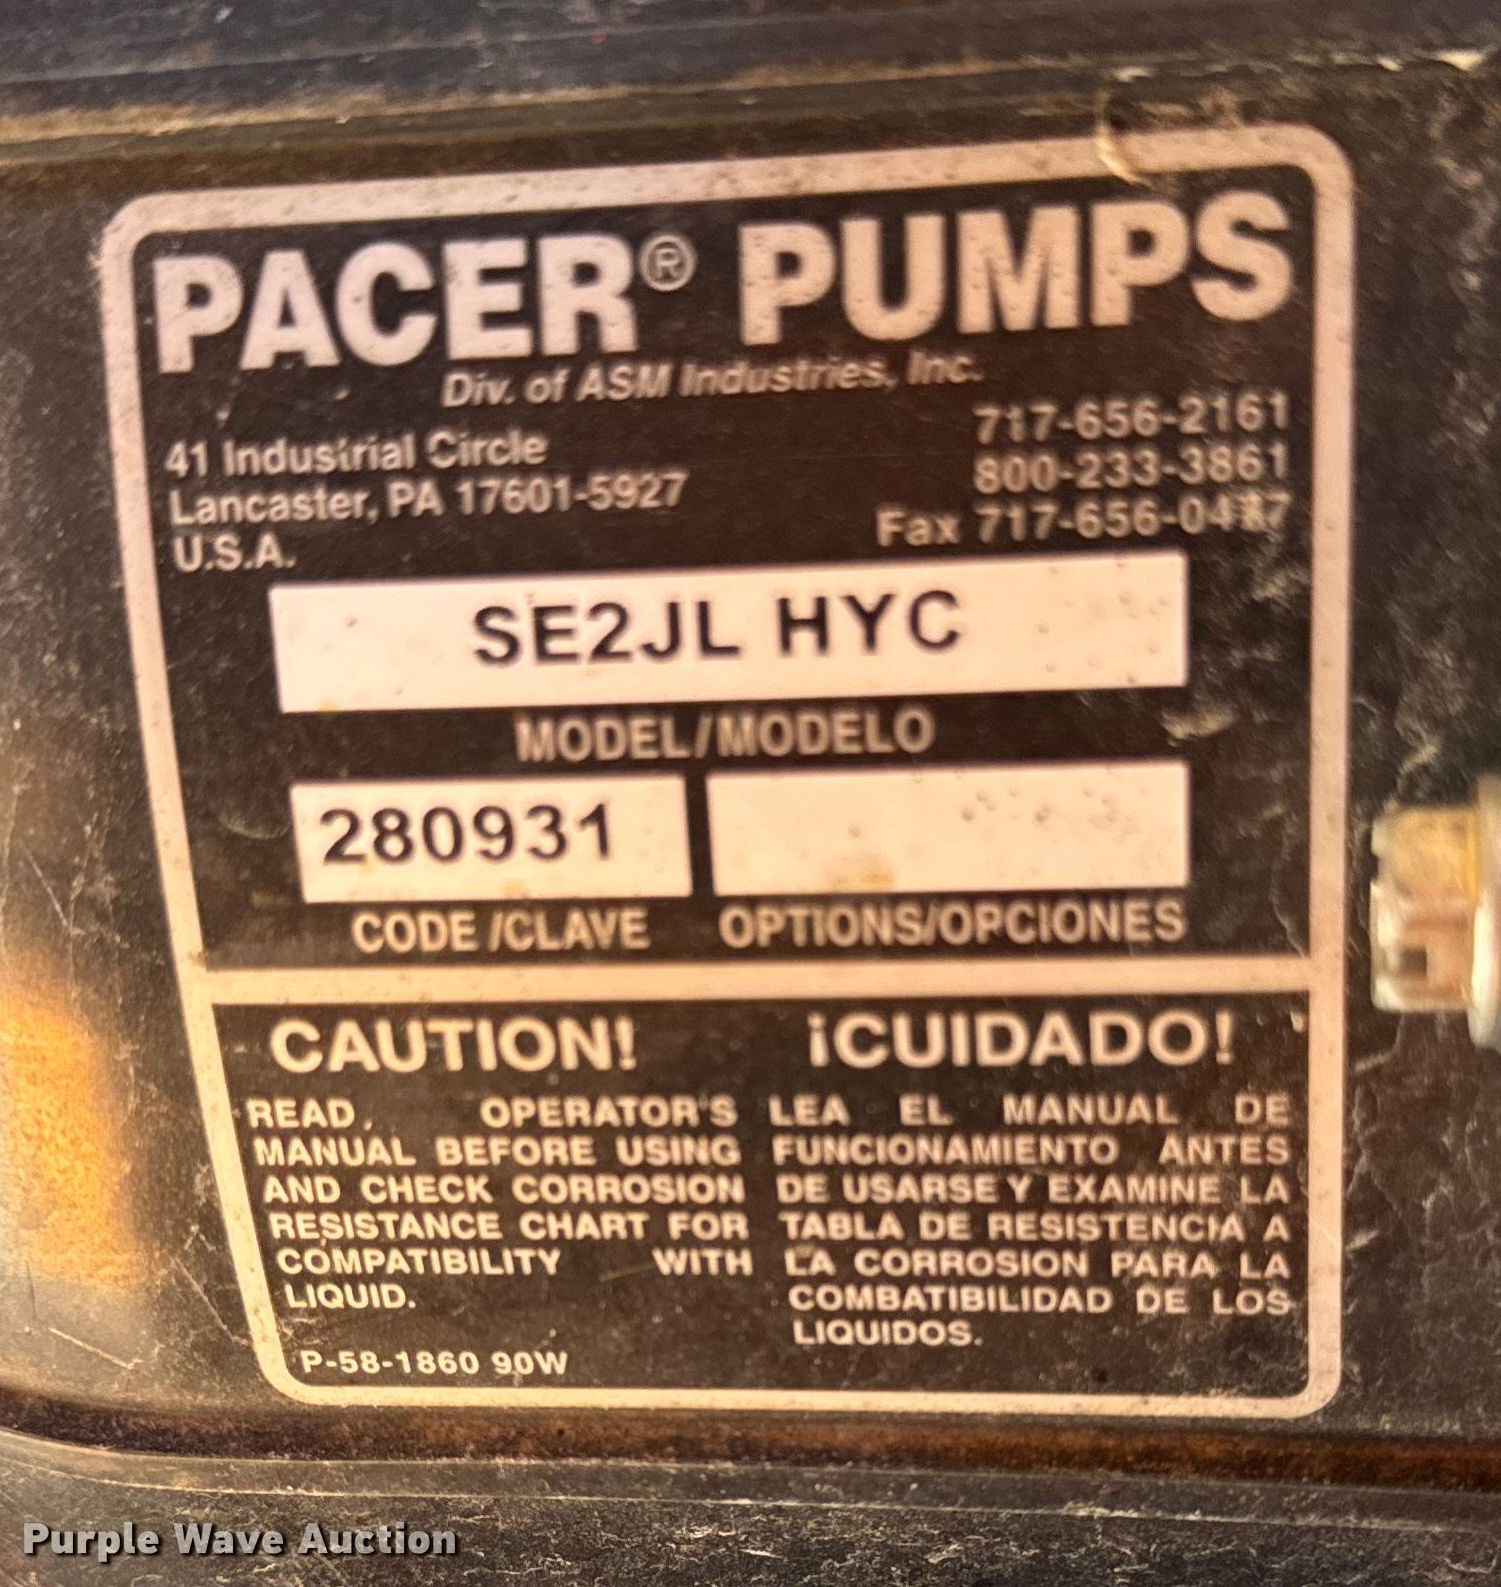 PACER® PUMPS
Div. of ASM Industries, Inc.
41 Industrial Circle
Lancaster, PA 17601-5927
U.S.A.
717-656-2161
800-233-3861
Fax
SE2JL HYC
MODEL/MODELO
280931
CODE /CLAVE
OPTIONS/OPCIONES
CAUTION!
READ OPERATOR'S
MANUAL BEFORE USING
AND CHECK CORROSION
RESISTANCE CHART FOR
COMPATIBILITY WITH
LIQUID.
P-58-1860 90W
¡CUIDADO!
LEA EL MANUAL DE
FUNCIONAMIENTO ANTES
DE USARSE Y EXAMINE LA
TABLA DE RESISTENCIA A
LA CORROSION PARA LA
COMBATIBILIDAD DE LOS
LIQUIDOS.
Purple Wave Auction